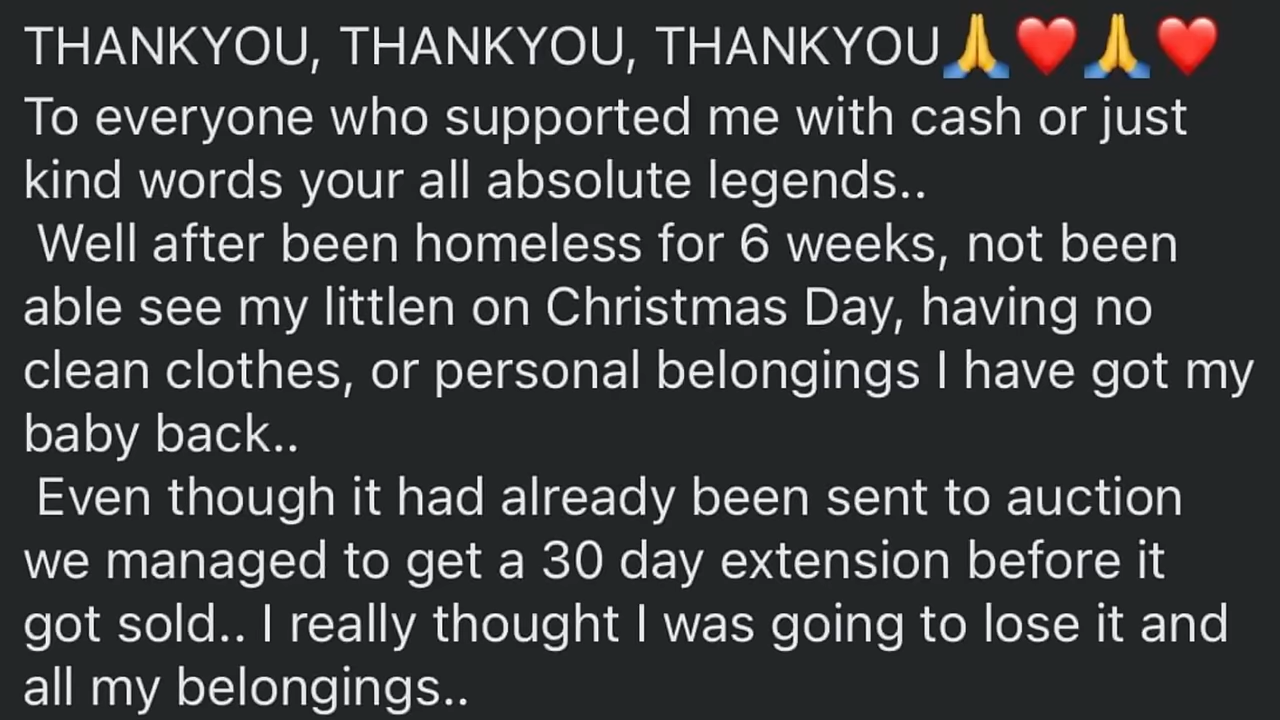 THANKYOU, THANKYOU, THANKYOU🙏❤️🙏❤️
To everyone who supported me with cash or just
kind words your all absolute legends..
Well after been homeless for 6 weeks, not been
able see my littlen on Christmas Day, having no
clean clothes, or personal belongings I have got my
baby back..
Even though it had already been sent to auction
we managed to get a 30 day extension before it
got sold.. I really thought I was going to lose it and
all my belongings..